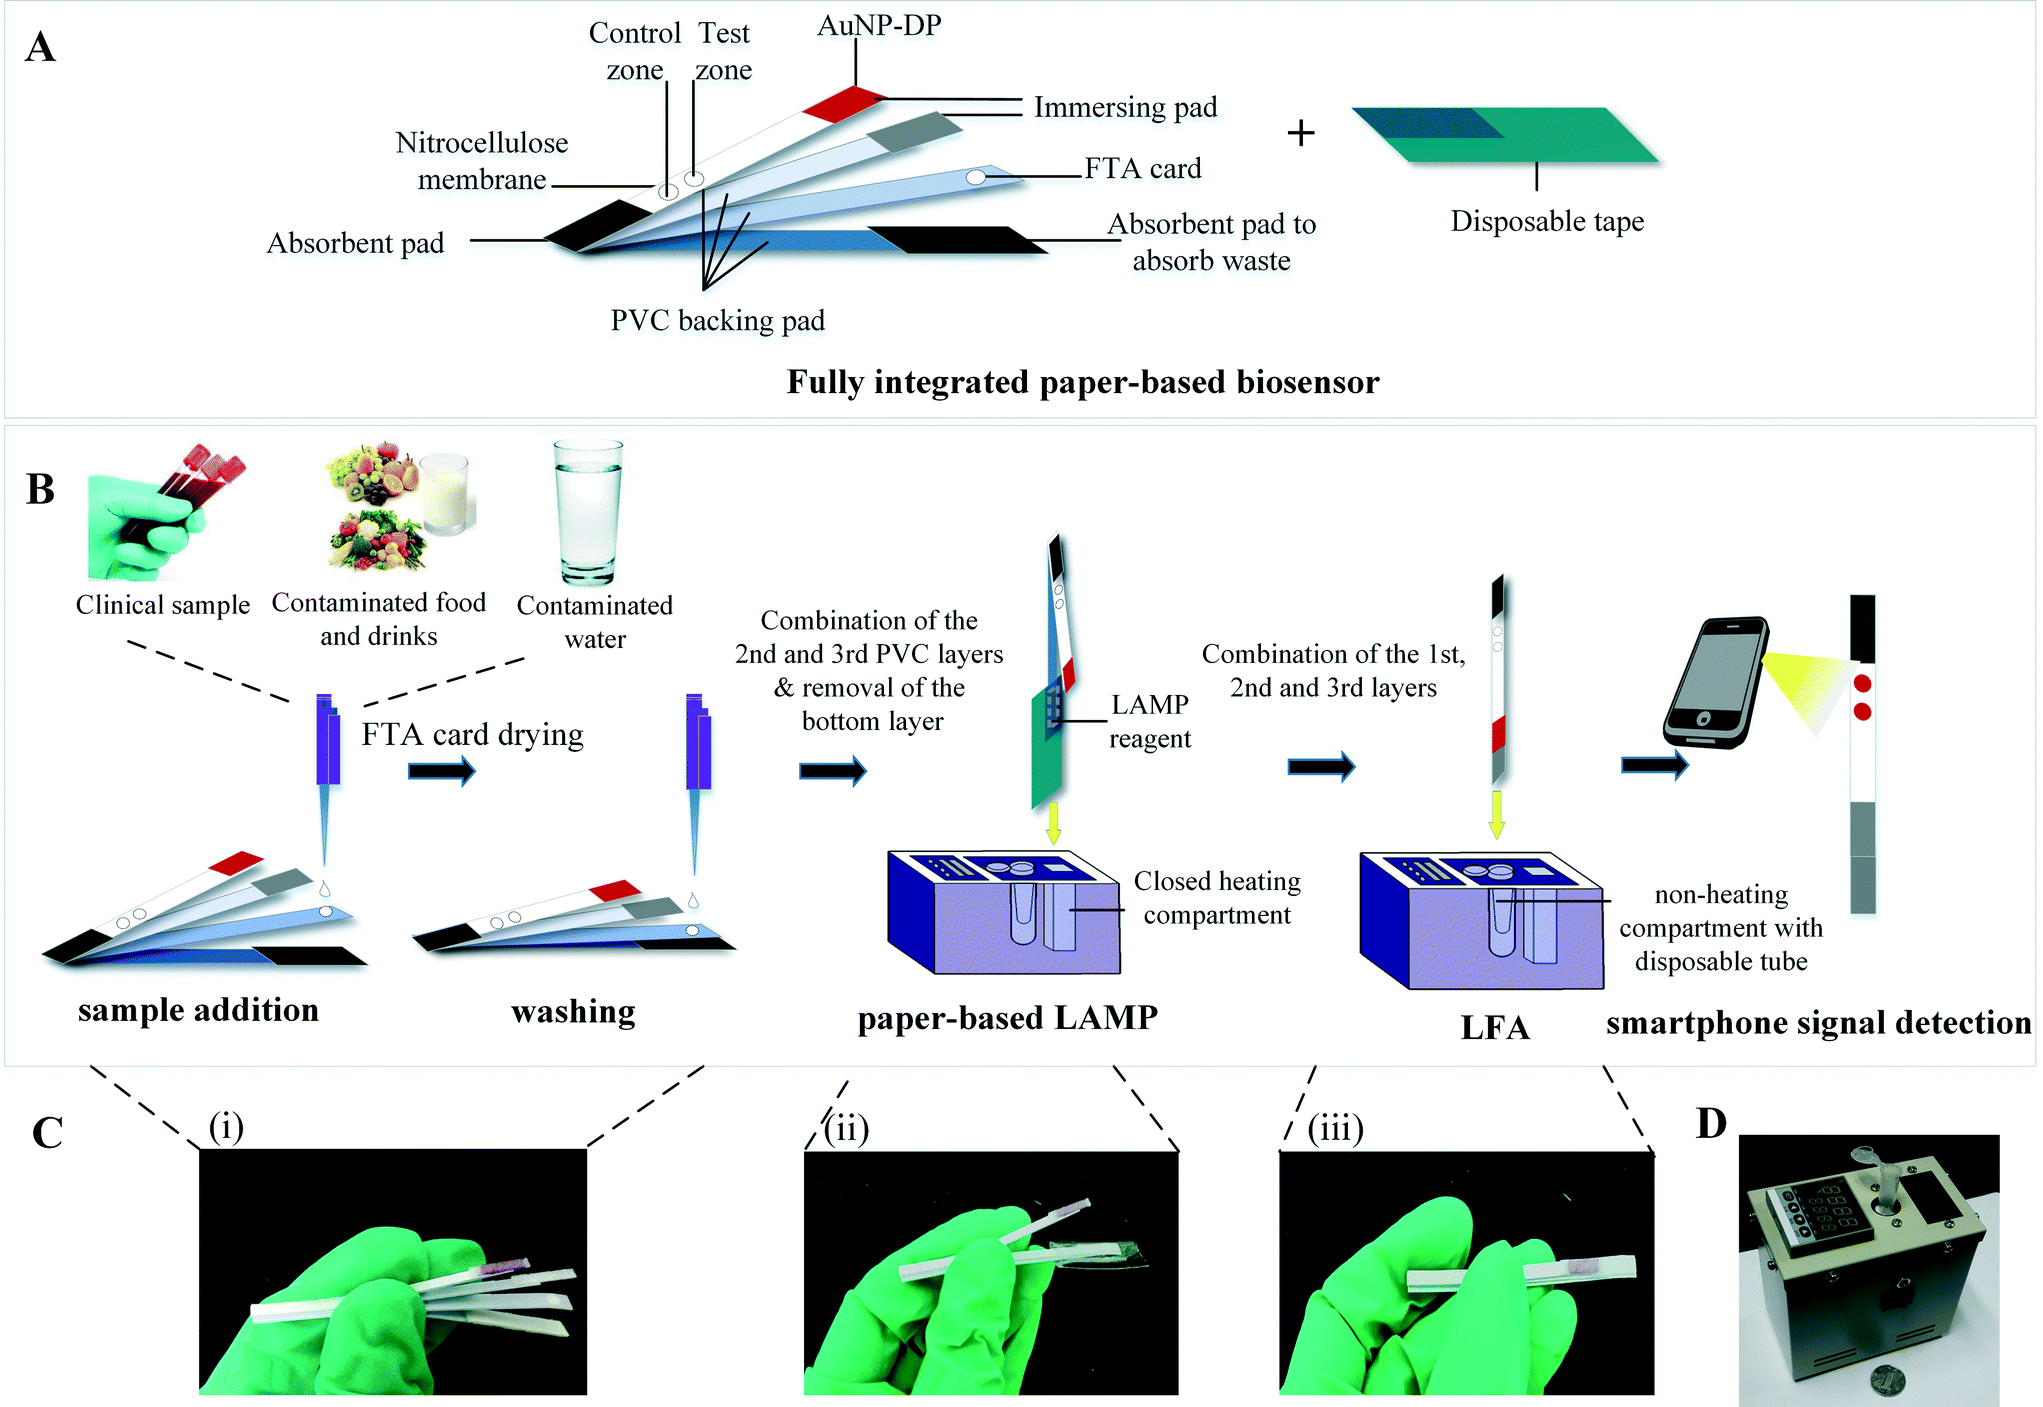 A
Control
zone
Test
zone
AuNP-DP
Immersing pad
Nitrocellulose
membrane
FTA card
Absorbent pad
Absorbent pad to
absorb waste
PVC backing pad
+
Disposable tape
Fully integrated paper-based biosensor
B
Clinical sample
Contaminated food
and drinks
Contaminated
water
FTA card drying
Combination of the
2nd and 3rd PVC layers
& removal of the
bottom layer
LAMP
reagent
Combination of the 1st,
2nd and 3rd layers
Closed heating
compartment
non-heating
compartment with
disposable tube
sample addition
washing
paper-based LAMP
LFA
smartphone signal detection
C
(i)
(ii)
(iii)
D